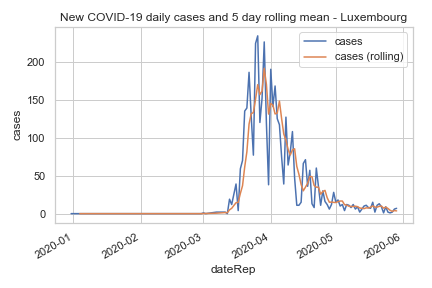 New COVID-19 daily cases and 5 day rolling mean - Luxembourg
cases
cases (rolling)
cases
200
150
100
50
0
2020-01
2020-02
2020-03
2020-04
2020-05
2020-06
dateRep